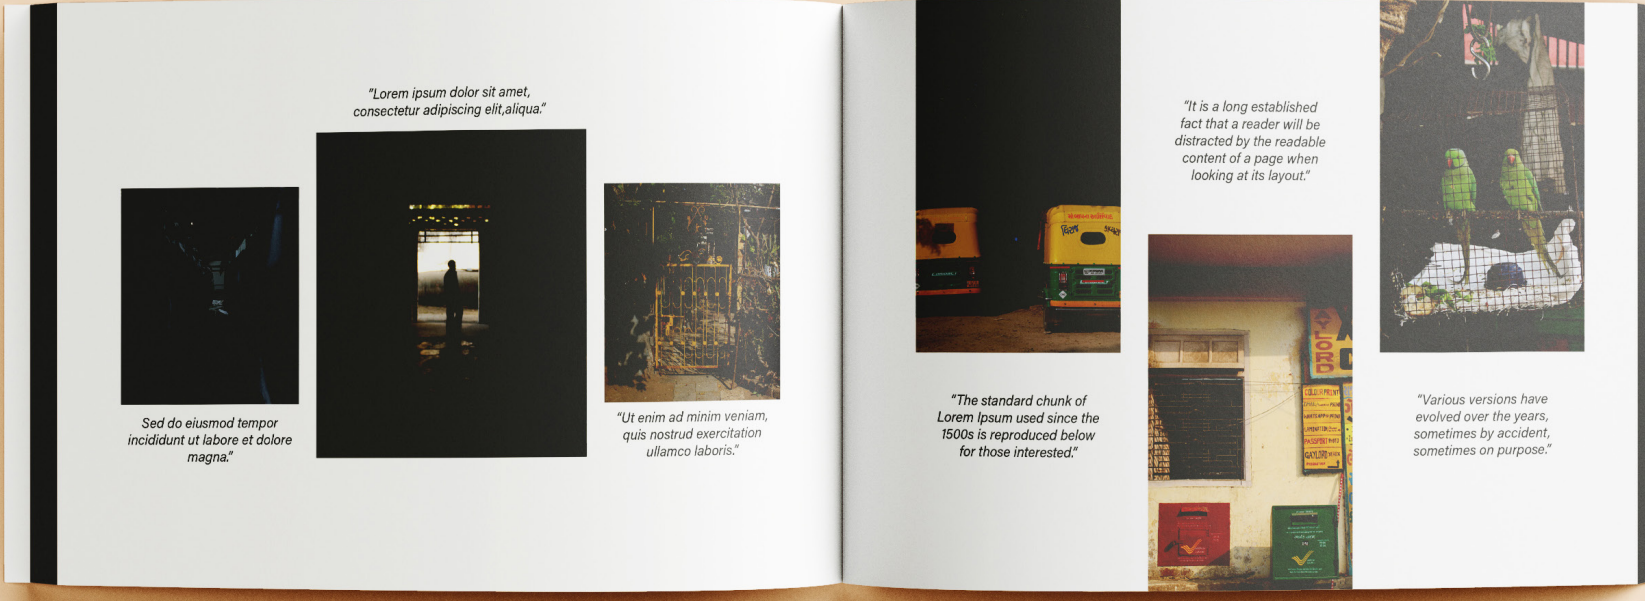 "Lorem ipsum dolor sit amet,
consectetur adipiscing elit,aliqua."
Sed do eiusmod tempor
incididunt ut labore et dolore
magna."
"Ut enim ad minim veniam,
quis nostrud exercitation
ullamco laboris."
"The standard chunk of
Lorem Ipsum used since the
1500s is reproduced below
for those interested."
"It is a long established
fact that a reader will be
distracted by the readable
content of a page when
looking at its layout."
"Various versions have
evolved over the years,
sometimes by accident,
sometimes on purpose."
AYLORD
COLOUR PRINT
LAMINATION
PASSPORT
GAYLORD